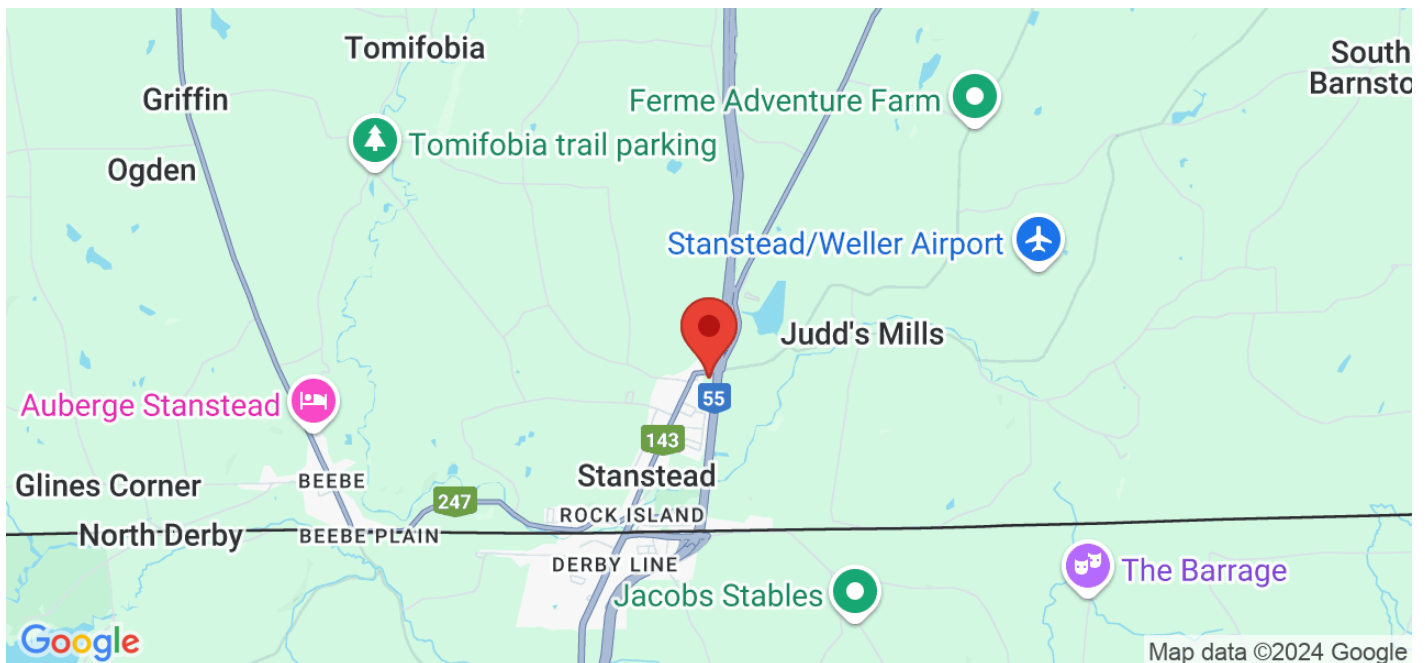 Tomifobia
South
Barnsto
Griffin
Ferme Adventure Farm
Tomifobia trail parking
Ogden
Stanstead/Weller Airport
Judd's Mills
Auberge Stanstead
55
143
Stanstead
Glines Corner
BEEBE
247
ROCK ISLAND
North Derby
BEEBE PLAIN
DERBY LINE
The Barrage
Jacobs Stables
Google
Map data ©2024 Google